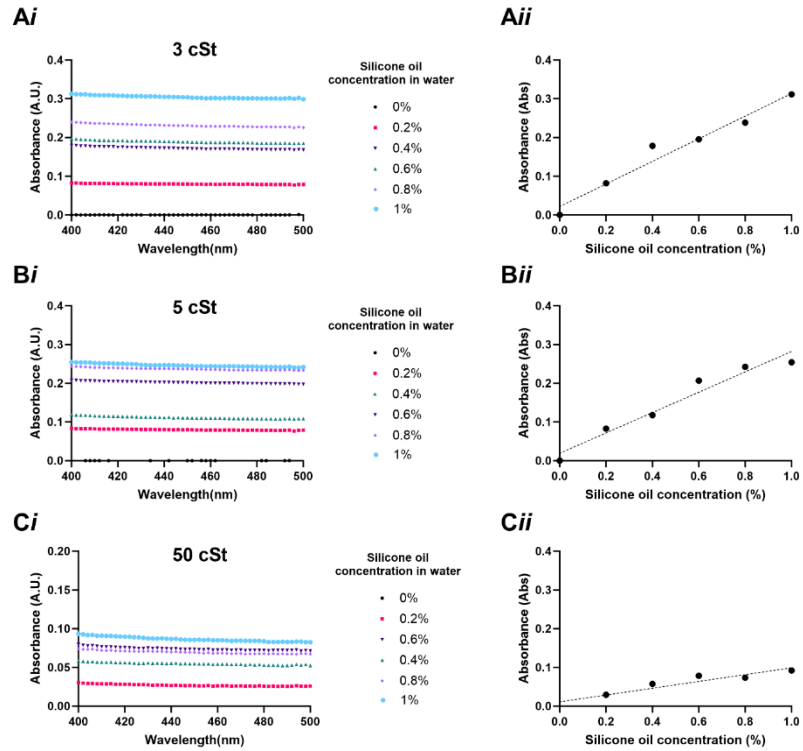 Ai
3 cSt
Absorbance (A.U.)
0.4
0.3
0.2
0.1
0.0
400 420 440 460 480 500
Wavelength(nm)
Silicone oil
concentration in water
0%
0.2%
0.4%
0.6%
0.8%
1%
Aii
Absorbance (Abs)
0.4
0.3
0.2
0.1
0.0
0.0 0.2 0.4 0.6 0.8 1.0
Silicone oil concentration (%)
Bi
5 cSt
Absorbance (A.U.)
0.4
0.3
0.2
0.1
0.0
400 420 440 460 480 500
Wavelength(nm)
Silicone oil
concentration in water
0%
0.2%
0.4%
0.6%
0.8%
1%
Bii
Absorbance (Abs)
0.4
0.3
0.2
0.1
0.0
0.0 0.2 0.4 0.6 0.8 1.0
Silicone oil concentration (%)
Ci
50 cSt
Absorbance (A.U.)
0.20
0.15
0.10
0.05
0.00
400 420 440 460 480 500
Wavelength(nm)
Silicone oil
concentration in water
0%
0.2%
0.6%
0.4%
0.8%
1%
Cii
Absorbance (Abs)
0.4
0.3
0.2
0.1
0.0
0.0 0.2 0.4 0.6 0.8 1.0
Silicone oil concentration (%)